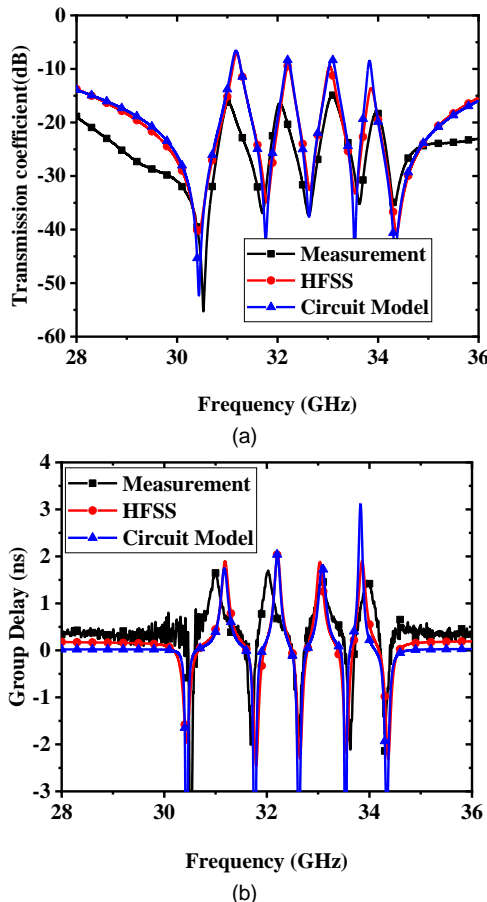 0
-10
-20
-30
-40
-50
-60
Transmission coefficient(dB)
Measurement
HFSS
Circuit Model
28 30 32 34 36
Frequency (GHz)
(a)
4
3
2
1
0
-1
-2
-3
Group Delay (ns)
Measurement
HFSS
Circuit Model
28 30 32 34 36
Frequency (GHz)
(b)